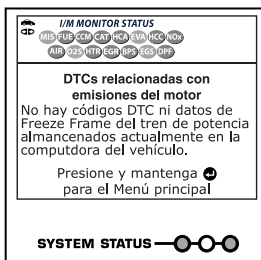 I/M MONITOR STATUS
MIS FUE CCM CAT HCA EVA HCC NOx
AIR O2S HTR EGR BPS EGS DPF
DTCs relacionadas con
emisiones del motor
No hay códigos DTC ni datos de
Freeze Frame del tren de potencia
almancenados actualmente en la
computdora del vehículo.
Presione y mantenga
para el Menú principal
SYSTEM STATUS